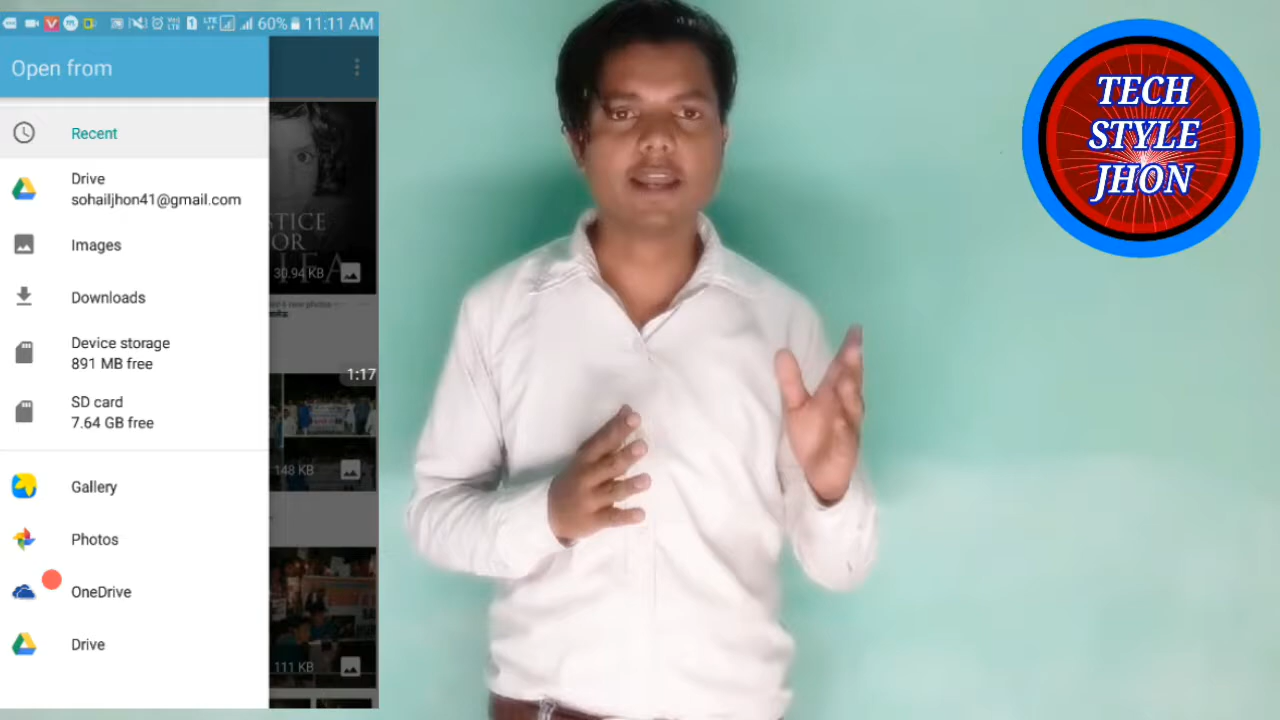 60% 11:11 AM
Open from
Recent
Drive
sohailjhon41@gmail.com
Images
Downloads
Device storage
891 MB free
SD card
7.64 GB free
Gallery
Photos
OneDrive
Drive
STICE
OR
30.94 KB
1:17
148 KB
111 KB
TECH
STYLE
JHON